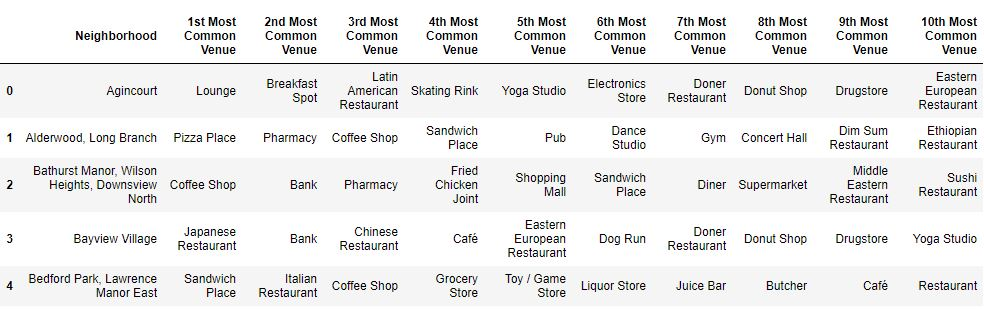 Neighborhood 1st Most Common Venue 2nd Most Common Venue 3rd Most Common Venue 4th Most Common Venue 5th Most Common Venue 6th Most Common Venue 7th Most Common Venue 8th Most Common Venue 9th Most Common Venue 10th Most Common Venue
0 Agincourt Lounge Breakfast Spot Latin American Restaurant Skating Rink Yoga Studio Electronics Store Doner Restaurant Donut Shop Drugstore Eastern European Restaurant
1 Alderwood, Long Branch Pizza Place Pharmacy Coffee Shop Sandwich Place Pub Dance Studio Gym Concert Hall Dim Sum Restaurant Ethiopian Restaurant
2 Bathurst Manor, Wilson Heights, Downsview North Coffee Shop Bank Pharmacy Fried Chicken Joint Shopping Mall Sandwich Place Diner Supermarket Middle Eastern Restaurant Sushi Restaurant
3 Bayview Village Japanese Restaurant Bank Chinese Restaurant Café Eastern European Restaurant Dog Run Doner Restaurant Donut Shop Drugstore Yoga Studio
4 Bedford Park, Lawrence Manor East Sandwich Place Italian Restaurant Coffee Shop Grocery Store Toy / Game Store Liquor Store Juice Bar Butcher Café Restaurant